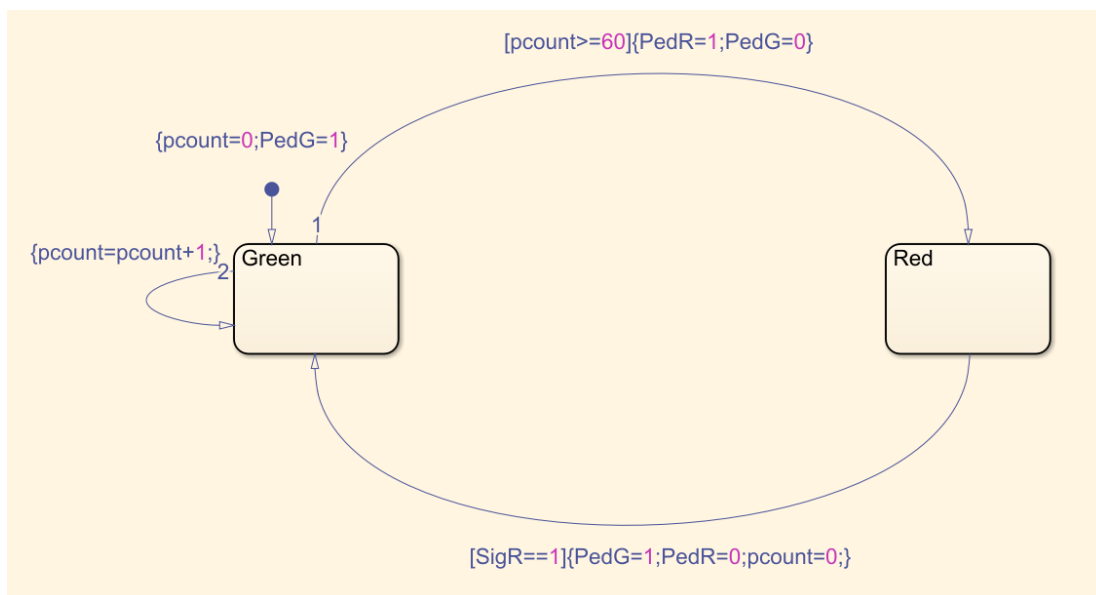 [pcount>=60]{PedR=1;PedG=0}
{pcount=0;PedG=1}
1
{pcount=pcount+1;}
2
Green
Red
[SigR==1]{PedG=1;PedR=0;pcount=0;}